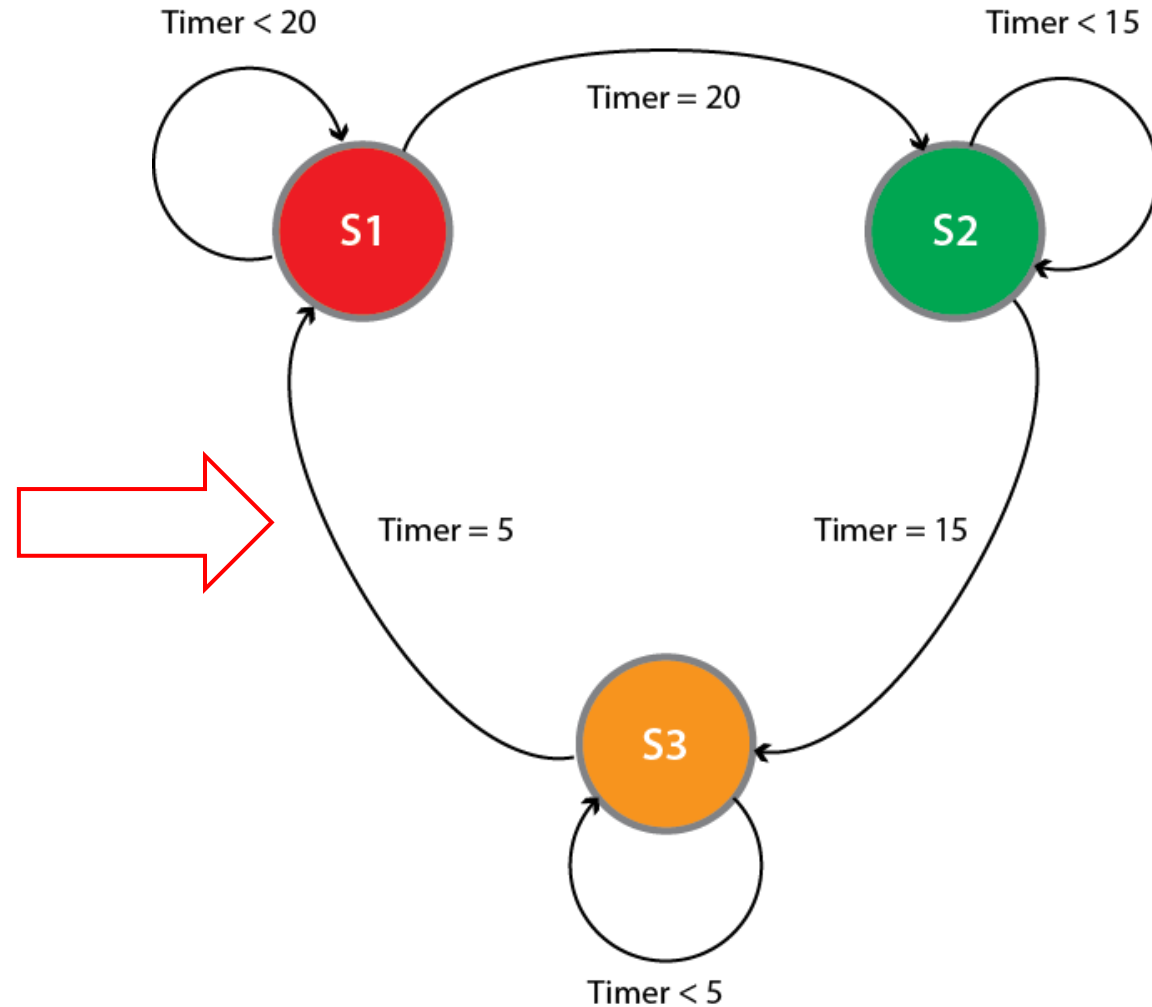 Timer < 20
Timer < 15
Timer = 20
S1
S2
Timer = 5
Timer = 15
S3
Timer < 5